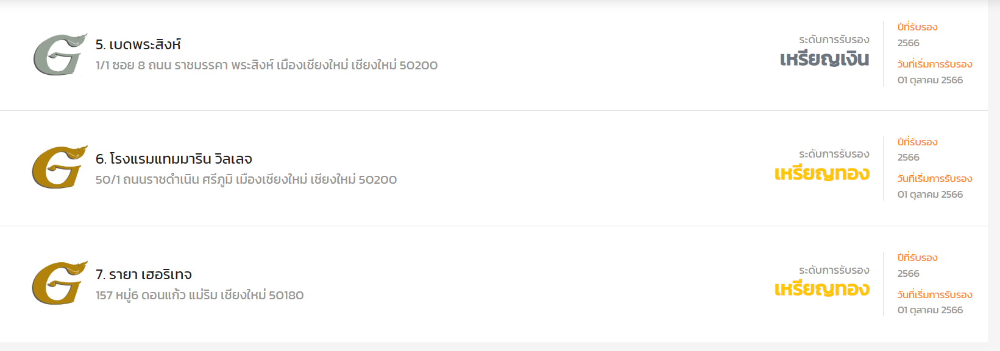 5. เบดพระสิงห์
1/1 ซอย 8 ถนน ราชมรรคา พระสิงห์ เมืองเชียงใหม่ เชียงใหม่ 50200
ระดับการรับรอง
เหรียญเงิน
ปีที่รับรอง
2566
วันที่เริ่มการรับรอง
01 ตุลาคม 2566
6. โรงแรมแทมมาริน วิลเลจ
50/1 ถนนราชดำเนิน ศรีภูมิ เมืองเชียงใหม่ เชียงใหม่ 50200
ระดับการรับรอง
เหรียญทอง
ปีที่รับรอง
2566
วันที่เริ่มการรับรอง
01 ตุลาคม 2566
7. รายา เฮอริเทจ
157 หมู่6 ดอนแก้ว แม่ริม เชียงใหม่ 50180
ระดับการรับรอง
เหรียญทอง
ปีที่รับรอง
2566
วันที่เริ่มการรับรอง
01 ตุลาคม 2566